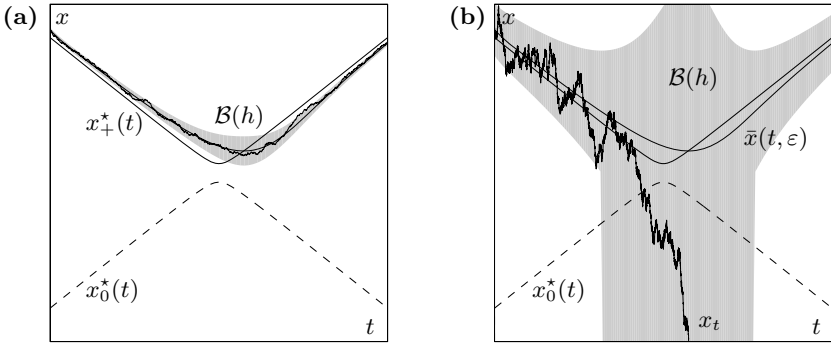 (a)
x
B(h)
x⋆+(t)
x⋆0(t)
t
(b)
x
B(h)
x̄(t, ε)
x⋆0(t)
xt
t